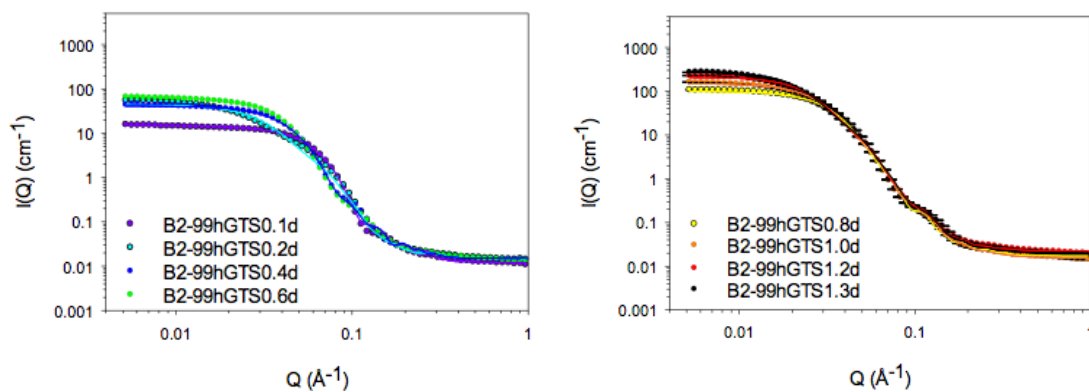 1000
100
10
1
0.1
0.01
0.001
I(Q) (cm⁻¹)
B2-99hGTS0.1d
B2-99hGTS0.2d
B2-99hGTS0.4d
B2-99hGTS0.6d
0.01
0.1
1
Q (Å⁻¹)
1000
100
10
1
0.1
0.01
0.001
I(Q) (cm⁻¹)
B2-99hGTS0.8d
B2-99hGTS1.0d
B2-99hGTS1.2d
B2-99hGTS1.3d
0.01
0.1
1
Q (Å⁻¹)